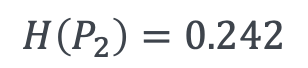 H(P₂) = 0.242